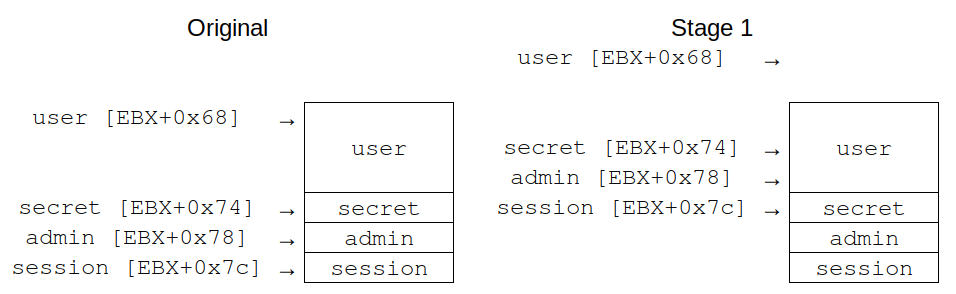 Original
user [EBX+0x68] →
user
secret [EBX+0x74] →
secret
admin [EBX+0x78] →
admin
session [EBX+0x7c] →
session
Stage 1
user [EBX+0x68] →
secret [EBX+0x74] →
user
admin [EBX+0x78] →
session [EBX+0x7c] →
secret
admin
session